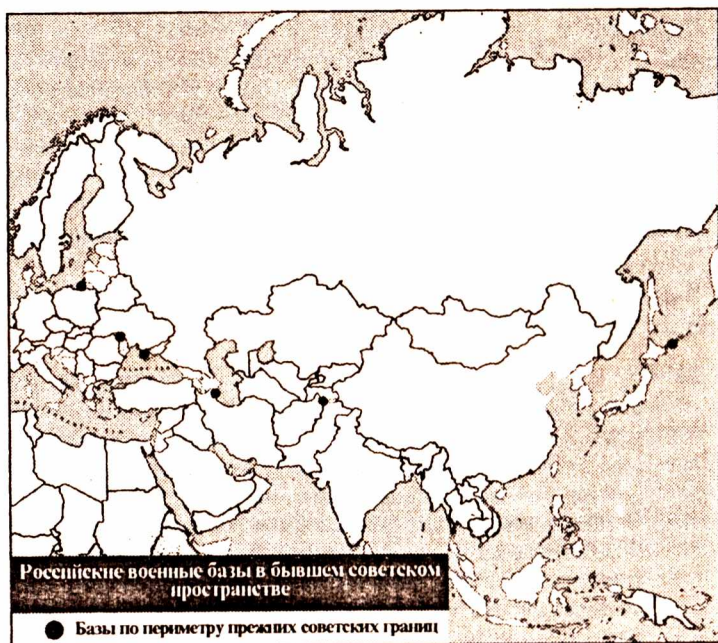 Российские военные базы в бывшем советском
пространстве
Базы по периметру прежних советских границ